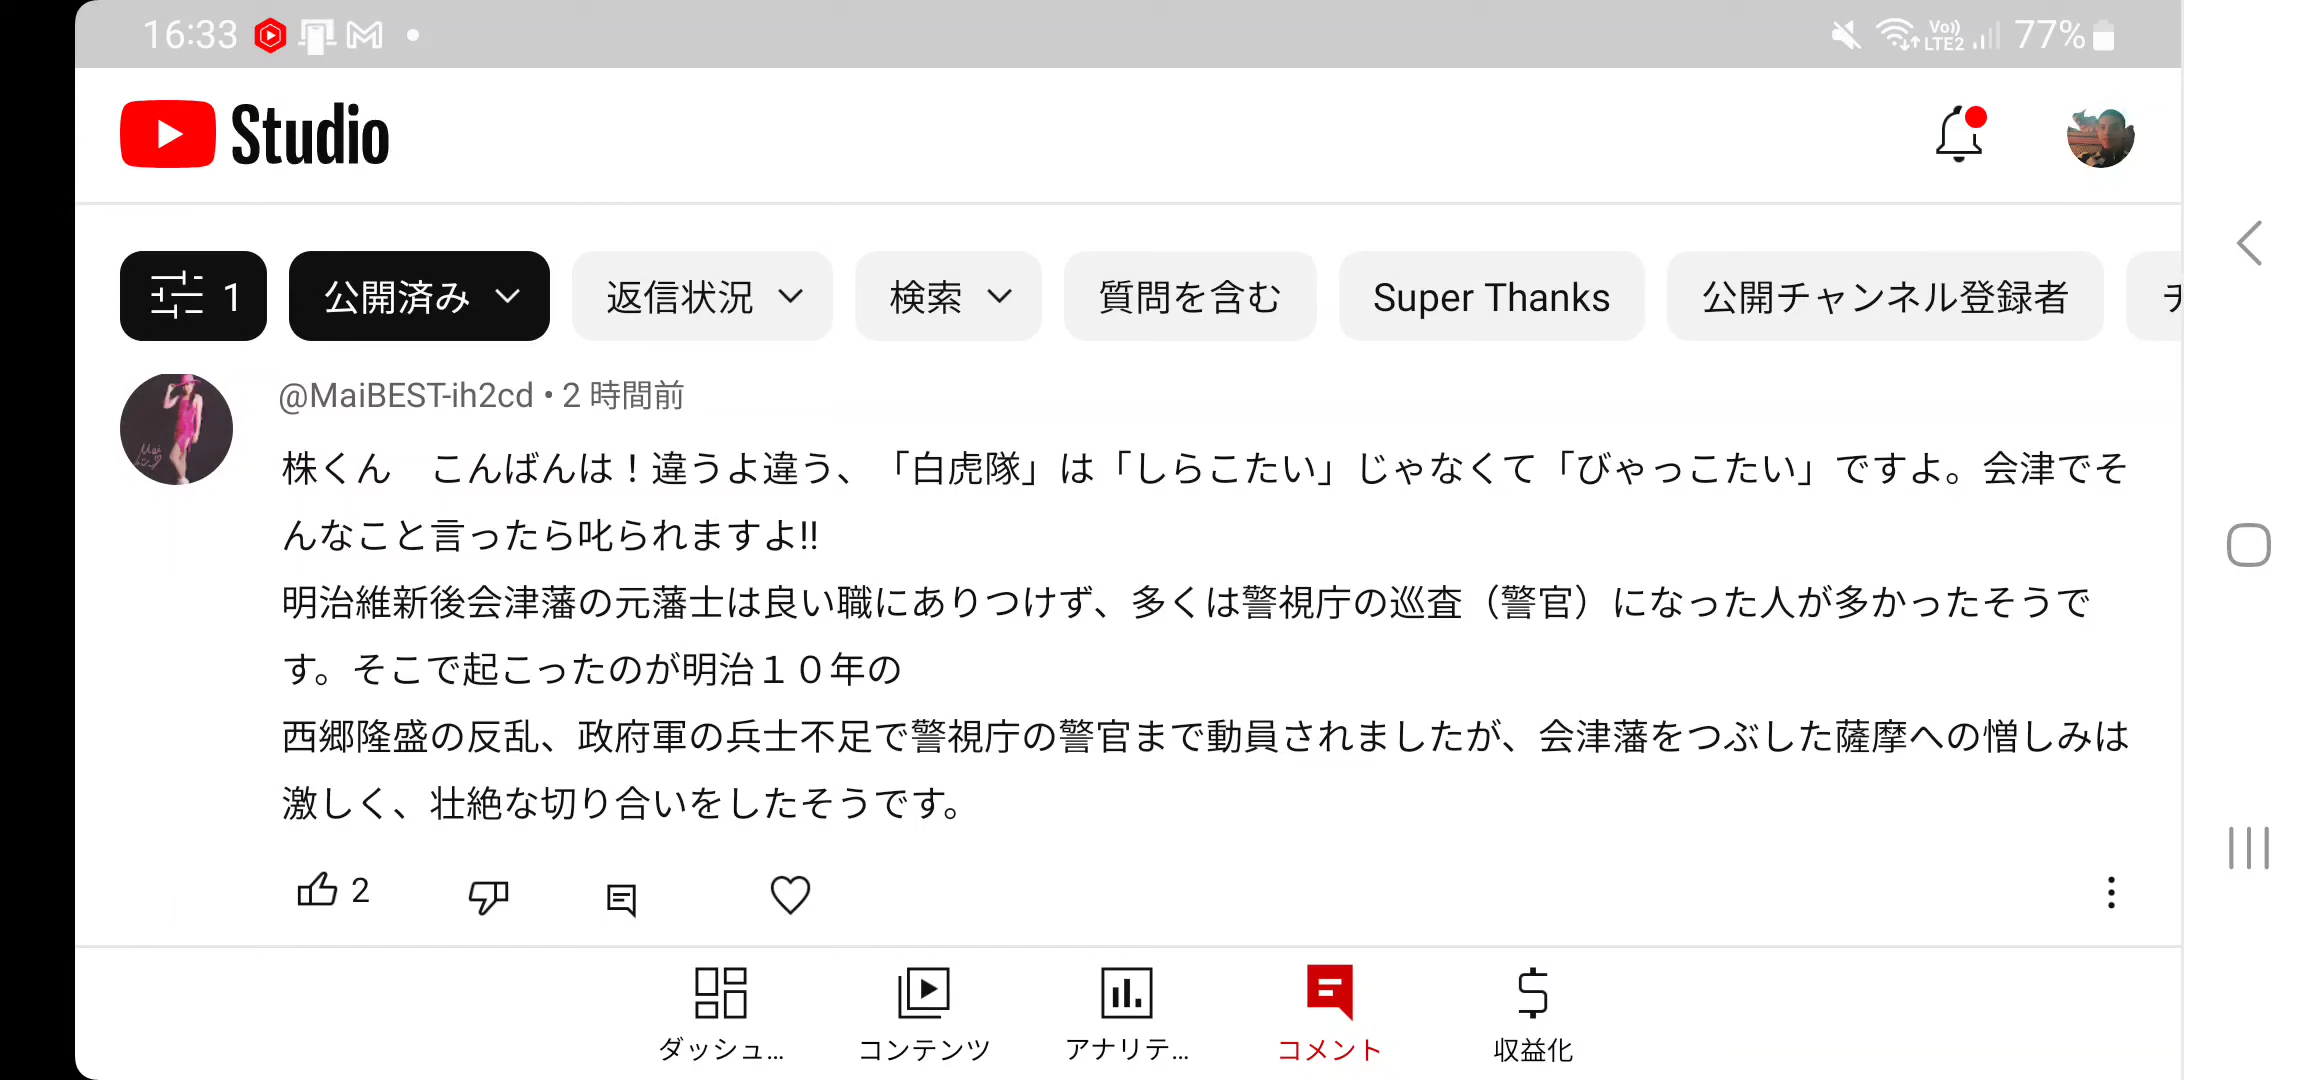 16:33
Vo))
LTE2
77%
Studio
1
公開済み
返信状況
検索
質問を含む
Super Thanks
公開チャンネル登録者
チ
@MaiBEST-ih2cd • 2 時間前
株くん　こんばんは！違うよ違う、「白虎隊」は「しらこたい」じゃなくて「びゃっこたい」ですよ。会津でそ
んなこと言ったら叱られますよ!!
明治維新後会津藩の元藩士は良い職にありつけず、多くは警視庁の巡査（警官）になった人が多かったそうで
す。そこで起こったのが明治１０年の
西郷隆盛の反乱、政府軍の兵士不足で警視庁の警官まで動員されましたが、会津藩をつぶした薩摩への憎しみは
激しく、壮絶な切り合いをしたそうです。
2
ダッシュ...
コンテンツ
アナリテ...
コメント
収益化